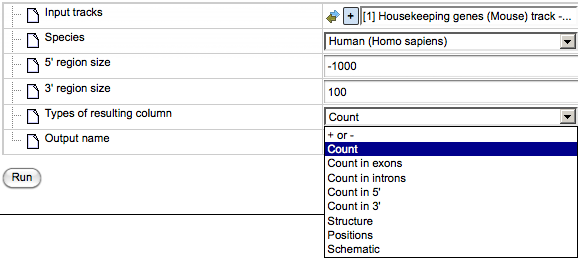 Input tracks
[1] Housekeeping genes (Mouse) track -...
Species
Human (Homo sapiens)
5' region size
-1000
3' region size
100
Types of resulting column
Count
Output name
+ or -
Count
Count in exons
Count in introns
Count in 5'
Count in 3'
Structure
Positions
Schematic
Run